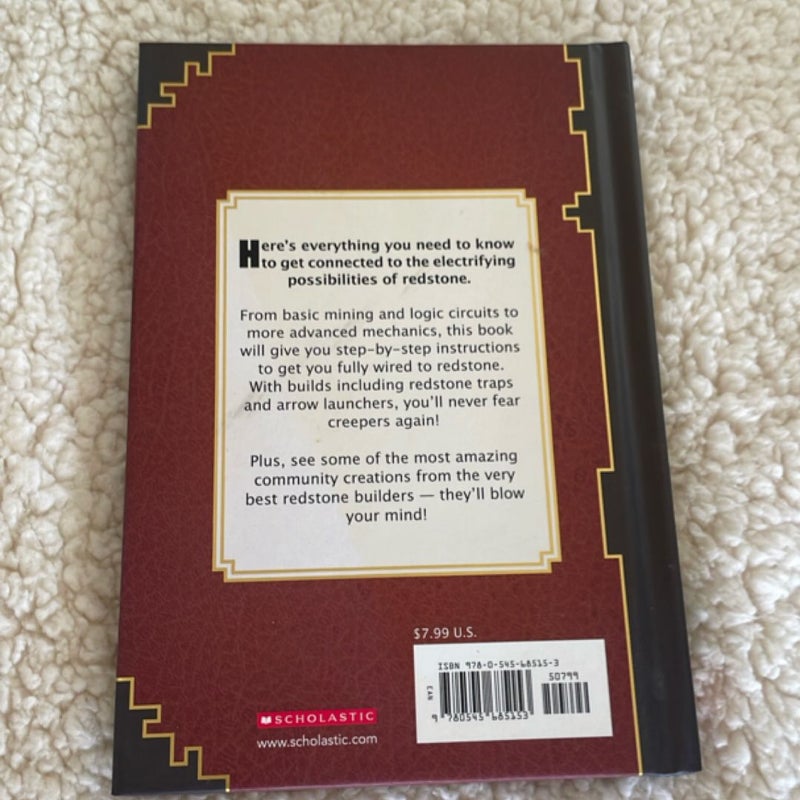 Here's everything you need to know
to get connected to the electrifying
possibilities of redstone.
From basic mining and logic circuits to
more advanced mechanics, this book
will give you step-by-step instructions
to get you fully wired to redstone.
With builds including redstone traps
and arrow launchers, you'll never fear
creepers again!
Plus, see some of the most amazing
community creations from the very
best redstone builders — they'll blow
your mind!
$7.99 U.S.
ISBN 978-0-545-68515-3
50799
EAN
9 780545 685153
SCHOLASTIC
www.scholastic.com